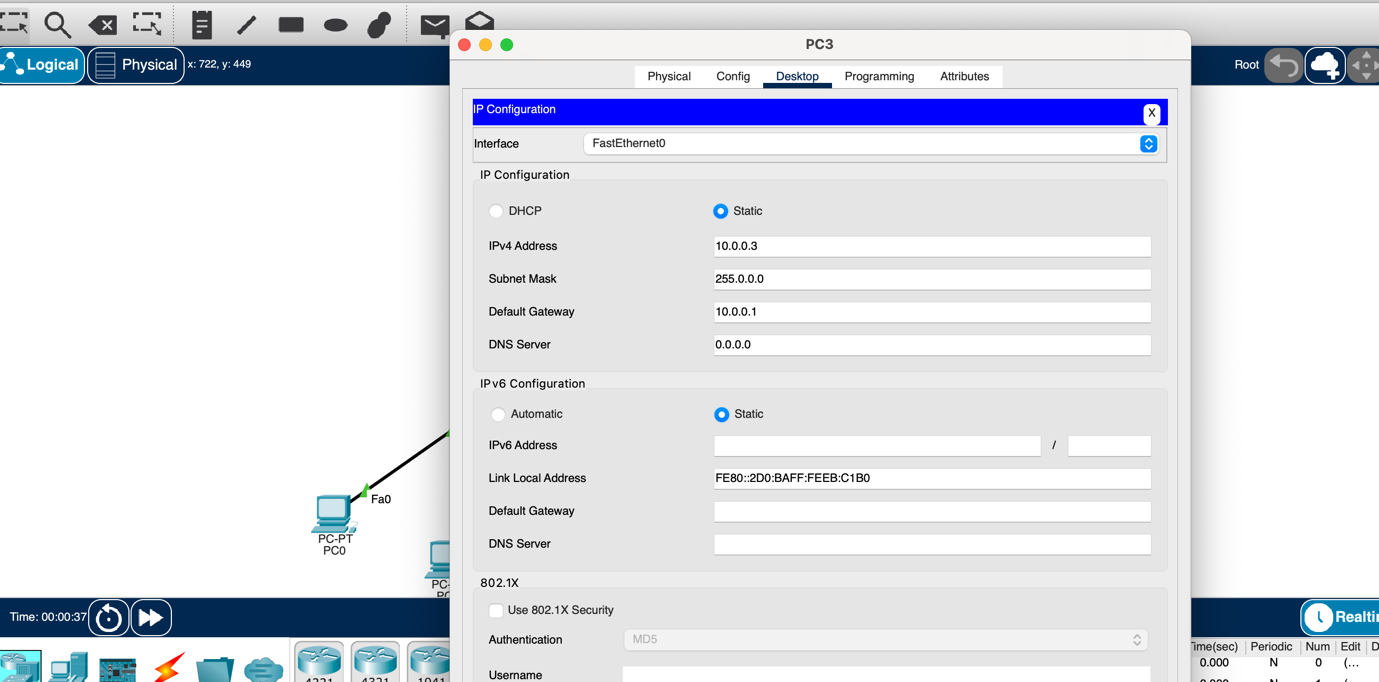 PC3
Logical
Physical
x: 722, y: 449
Root
Physical Config Desktop Programming Attributes
IP Configuration
X
Interface FastEthernet0
IP Configuration
DHCP Static
IPv4 Address 10.0.0.3
Subnet Mask 255.0.0.0
Default Gateway 10.0.0.1
DNS Server 0.0.0.0
IPv6 Configuration
Automatic Static
IPv6 Address /
Link Local Address FE80::2D0:BAFF:FEEB:C1B0
Default Gateway
DNS Server
Fa0
PC-PT
PC0
802.1X
Use 802.1X Security
Time: 00:00:37
Authentication MD5
Username
Time(sec) Periodic Num Edit
0.000 N 0 (...
4321